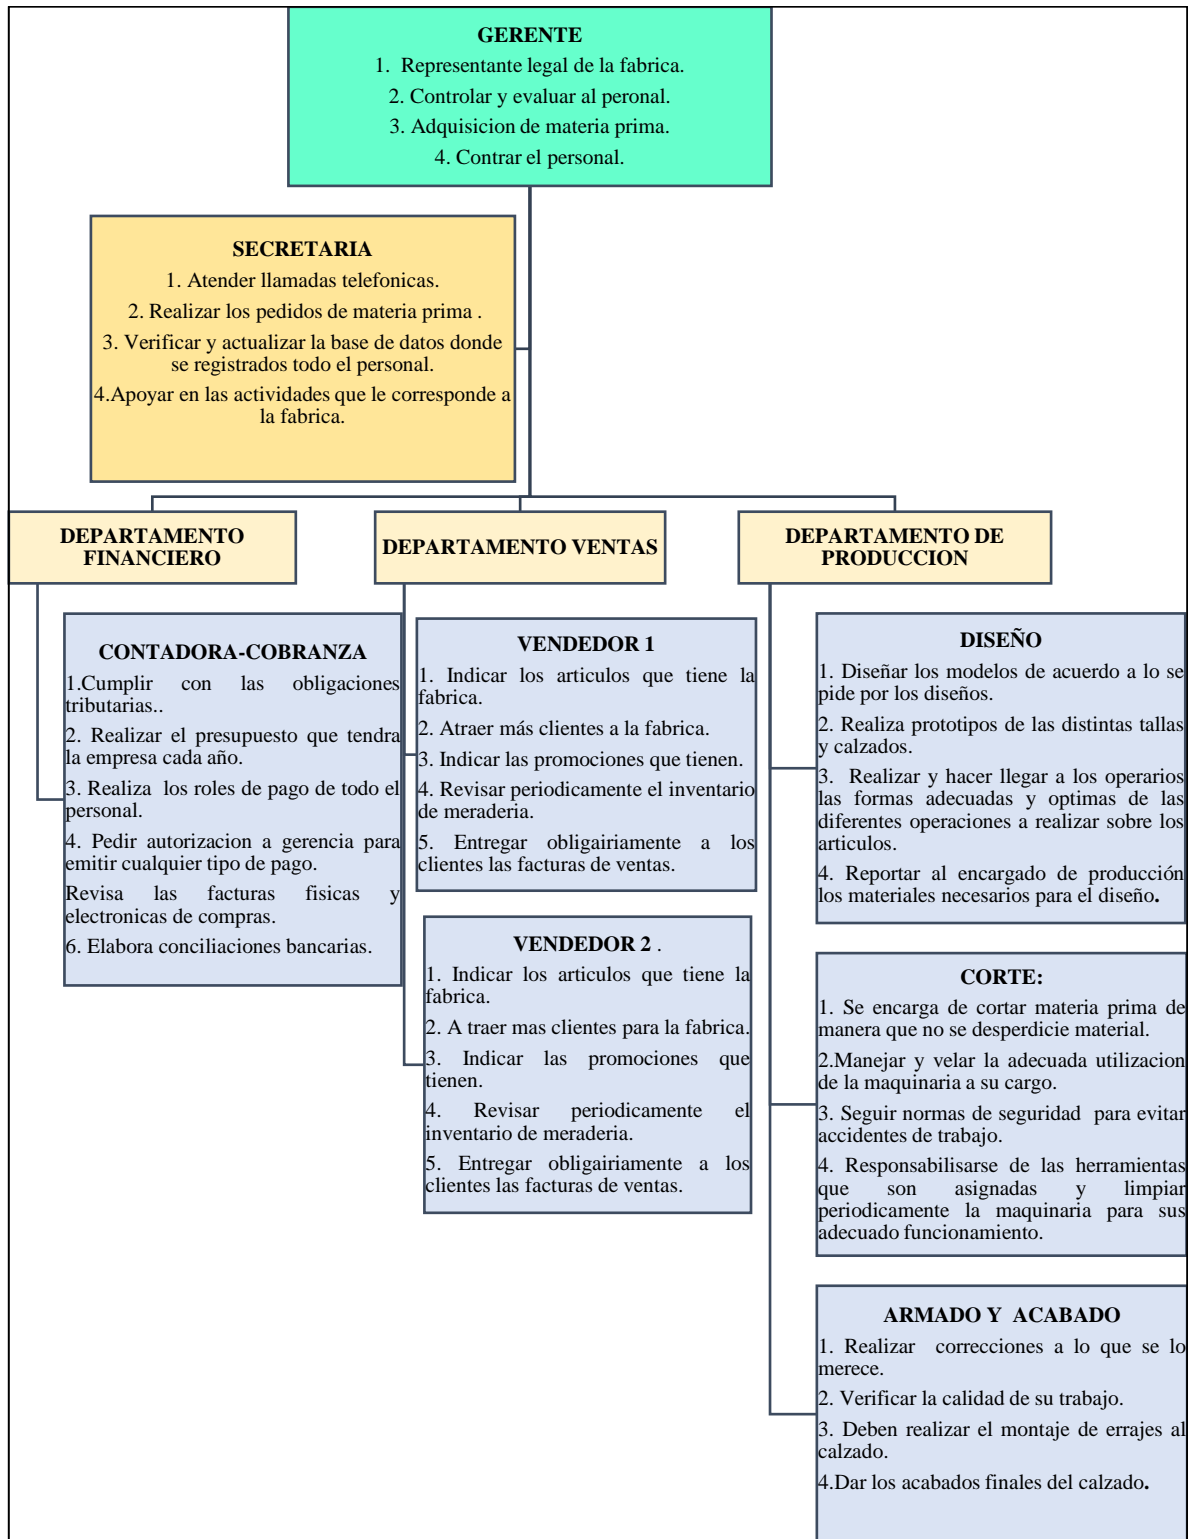 GERENTE
1. Representante legal de la fabrica.
2. Controlar y evaluar al peronal.
3. Adquisicion de materia prima.
4. Contrar el personal.
SECRETARIA
1. Atender llamadas telefonicas.
2. Realizar los pedidos de materia prima .
3. Verificar y actualizar la base de datos donde
se registrados todo el personal.
4.Apoyar en las actividades que le corresponde a
la fabrica.
DEPARTAMENTO
FINANCIERO
DEPARTAMENTO VENTAS
DEPARTAMENTO DE
PRODUCCION
CONTADORA-COBRANZA
1.Cumplir con las obligaciones
tributarias..
2. Realizar el presupuesto que tendra
la empresa cada año.
3. Realiza los roles de pago de todo el
personal.
4. Pedir autorizacion a gerencia para
emitir cualquier tipo de pago.
Revisa las facturas fisicas y
electronicas de compras.
6. Elabora conciliaciones bancarias.
VENDEDOR 1
1. Indicar los articulos que tiene la
fabrica.
2. Atraer más clientes a la fabrica.
3. Indicar las promociones que tienen.
4. Revisar periodicamente el inventario
de meraderia.
5. Entregar obligairiamente a los
clientes las facturas de ventas.
VENDEDOR 2 .
1. Indicar los articulos que tiene la
fabrica.
2. A traer mas clientes para la fabrica.
3. Indicar las promociones que
tienen.
4. Revisar periodicamente el
inventario de meraderia.
5. Entregar obligairiamente a los
clientes las facturas de ventas.
DISEÑO
1. Diseñar los modelos de acuerdo a lo se
pide por los diseños.
2. Realiza prototipos de las distintas tallas
y calzados.
3. Realizar y hacer llegar a los operarios
las formas adecuadas y optimas de las
diferentes operaciones a realizar sobre los
articulos.
4. Reportar al encargado de producción
los materiales necesarios para el diseño.
CORTE:
1. Se encarga de cortar materia prima de
manera que no se desperdicie material.
2.Manejar y velar la adecuada utilizacion
de la maquinaria a su cargo.
3. Seguir normas de seguridad para evitar
accidentes de trabajo.
4. Responsabilisarse de las herramientas
que son asignadas y limpiar
periodicamente la maquinaria para sus
adecuado funcionamiento.
ARMADO Y ACABADO
1. Realizar correcciones a lo que se lo
merece.
2. Verificar la calidad de su trabajo.
3. Deben realizar el montaje de errajes al
calzado.
4.Dar los acabados finales del calzado.